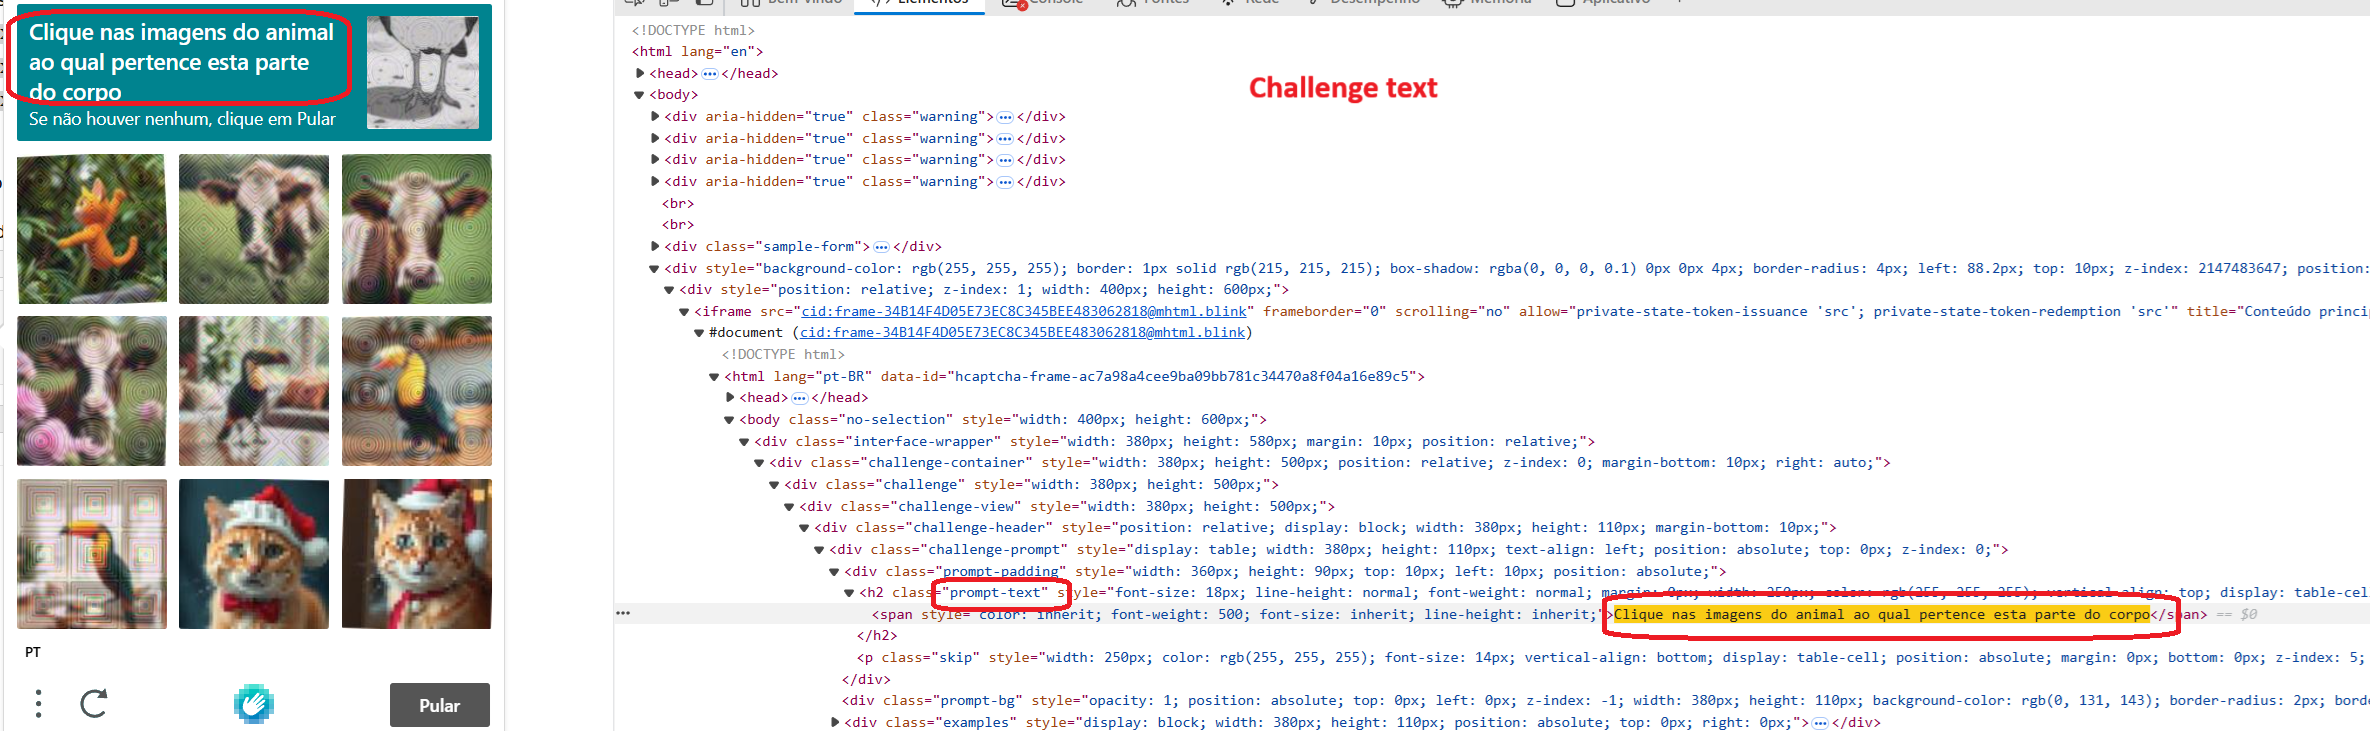 Clique nas imagens do animal
ao qual pertence esta parte
do corpo
Se não houver nenhum, clique em Pular
PT
Pular
Elementos
Desempenho
Memória
Aplicativo
<!DOCTYPE html>
<html lang="en">
<head> </head>
<body>
Challenge text
<div aria-hidden="true" class="warning"> </div>
<div aria-hidden="true" class="warning"> </div>
<div aria-hidden="true" class="warning"> </div>
<div aria-hidden="true" class="warning"> </div>
<br>
<br>
<div class="sample-form"> </div>
<div style="background-color: rgb(255, 255, 255); border: 1px solid rgb(215, 215, 215); box-shadow: rgba(0, 0, 0, 0.1) 0px 0px 4px; border-radius: 4px; left: 88.2px; top: 10px; z-index: 2147483647; position:
<div style="position: relative; z-index: 1; width: 400px; height: 600px;">
<iframe src="cid:frame-34B14F4D05E73EC8C345BEE483062818@mhtml.blink" frameborder="0" scrolling="no" allow="private-state-token-issuance 'src'; private-state-token-redemption 'src'" title="Conteúdo princip
#document (cid:frame-34B14F4D05E73EC8C345BEE483062818@mhtml.blink)
<!DOCTYPE html>
<html lang="pt-BR" data-id="hcaptcha-frame-ac7a98a4cee9ba09bb781c34470a8f04a16e89c5">
<head> </head>
<body class="no-selection" style="width: 400px; height: 600px;">
<div class="interface-wrapper" style="width: 380px; height: 580px; margin: 10px; position: relative;">
<div class="challenge-container" style="width: 380px; height: 500px; position: relative; z-index: 0; margin-bottom: 10px; right: auto;">
<div class="challenge" style="width: 380px; height: 500px;">
<div class="challenge-view" style="width: 380px; height: 500px;">
<div class="challenge-header" style="position: relative; display: block; width: 380px; height: 110px; margin-bottom: 10px;">
<div class="challenge-prompt" style="display: table; width: 380px; height: 110px; text-align: left; position: absolute; top: 0px; z-index: 0;">
<div class="prompt-padding" style="width: 360px; height: 90px; top: 10px; left: 10px; position: absolute;">
<h2 class="prompt-text" style="font-size: 18px; line-height: normal; font-weight: normal; margin: 0px; width: 250px; color: rgb(255, 255, 255); vertical-align: top; display: table-cel
<span style="color: inherit; font-weight: 500; font-size: inherit; line-height: inherit;">Clique nas imagens do animal ao qual pertence esta parte do corpo</span> == $0
</h2>
<p class="skip" style="width: 250px; color: rgb(255, 255, 255); font-size: 14px; vertical-align: bottom; display: table-cell; position: absolute; margin: 0px; bottom: 0px; z-index: 5;
</div>
<div class="prompt-bg" style="opacity: 1; position: absolute; top: 0px; left: 0px; z-index: -1; width: 380px; height: 110px; background-color: rgb(0, 131, 143); border-radius: 2px; bord
<div class="examples" style="display: block; width: 380px; height: 110px; position: absolute; top: 0px; right: 0px;"> </div>